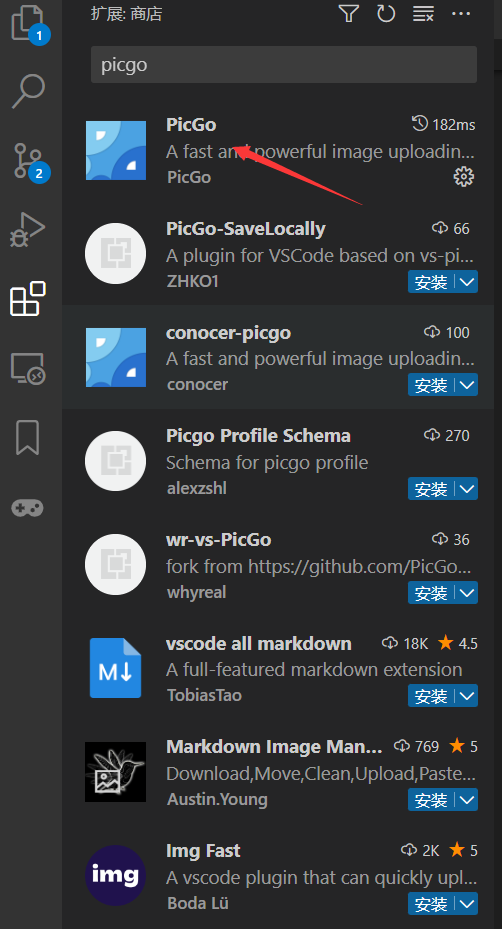 扩展: 商店
1
picgo
PicGo
182ms
A fast and powerful image uploadin...
PicGo
2
PicGo-SaveLocally
66
A plugin for VSCode based on vs-pi...
ZHKO1
安装
conocer-picgo
100
A fast and powerful image uploadin...
conocer
安装
Picgo Profile Schema
270
Schema for picgo profile
alexzshl
安装
wr-vs-PicGo
36
fork from https://github.com/PicGo...
whyreal
安装
vscode all markdown
18K
4.5
M
A full-featured markdown extension
TobiasTao
安装
Markdown Image Man...
769
5
Download,Move,Clean,Upload,Paste...
Austin.Young
安装
Img Fast
2K
5
img
A vscode plugin that can quickly upl...
Boda Lü
安装